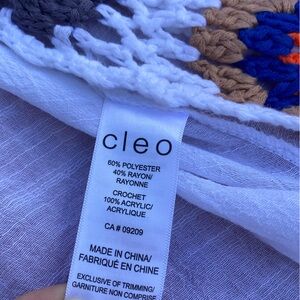 cleo
60% POLYESTER
40% RAYON/
RAYONNE
CROCHET
100% ACRYLIC/
ACRYLIQUE
CA # 09209
MADE IN CHINA/
FABRIQUÉ EN CHINE
EXCLUSIVE OF TRIMMING/
GARNITURE NON COMPRISE